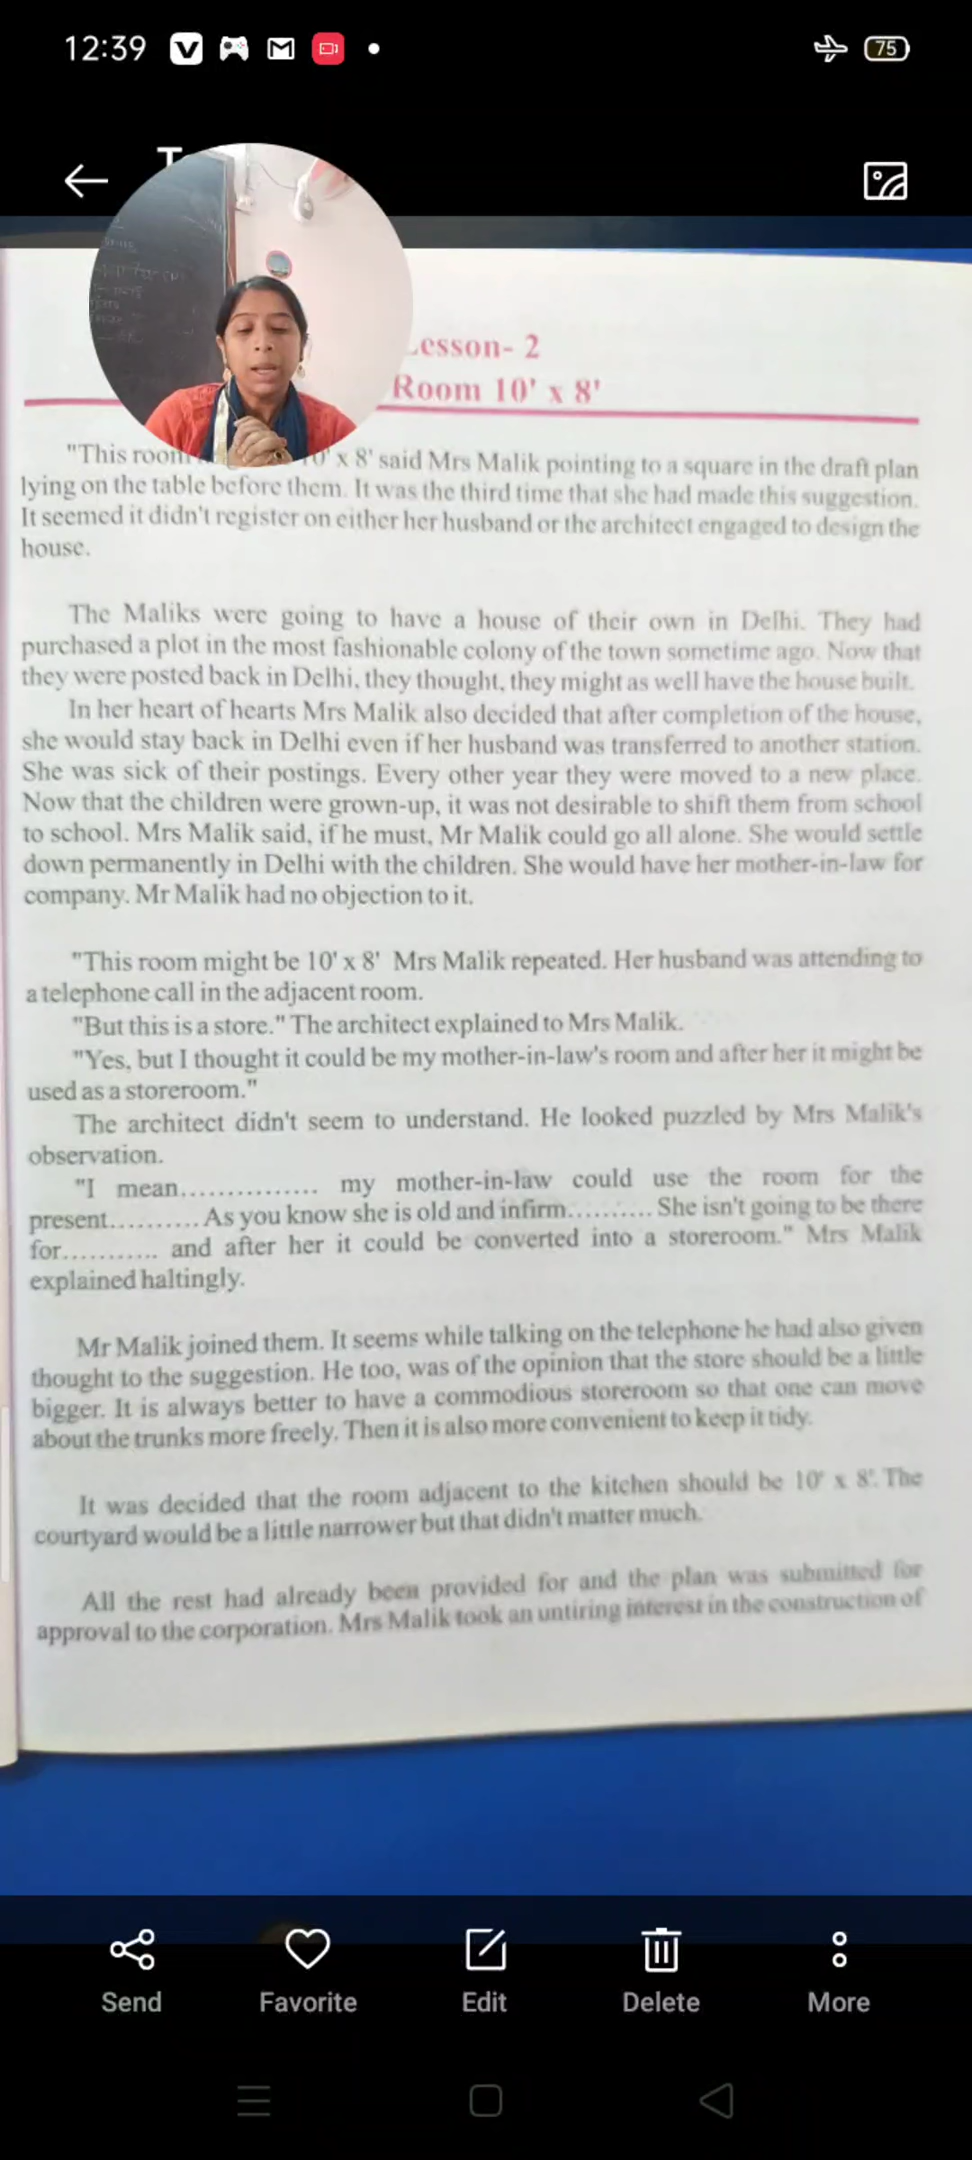 12:39
75
Lesson- 2
Room 10' x 8'
"This room 10' x 8' said Mrs Malik pointing to a square in the draft plan
lying on the table before them. It was the third time that she had made this suggestion.
It seemed it didn't register on either her husband or the architect engaged to design the
house.
The Maliks were going to have a house of their own in Delhi. They had
purchased a plot in the most fashionable colony of the town sometime ago. Now that
they were posted back in Delhi, they thought, they might as well have the house built.
In her heart of hearts Mrs Malik also decided that after completion of the house,
she would stay back in Delhi even if her husband was transferred to another station.
She was sick of their postings. Every other year they were moved to a new place.
Now that the children were grown-up, it was not desirable to shift them from school
to school. Mrs Malik said, if he must, Mr Malik could go all alone. She would settle
down permanently in Delhi with the children. She would have her mother-in-law for
company. Mr Malik had no objection to it.
"This room might be 10' x 8' Mrs Malik repeated. Her husband was attending to
a telephone call in the adjacent room.
"But this is a store." The architect explained to Mrs Malik.
"Yes, but I thought it could be my mother-in-law's room and after her it might be
used as a storeroom."
The architect didn't seem to understand. He looked puzzled by Mrs Malik's
observation.
"I mean............... my mother-in-law could use the room for the
present.......... As you know she is old and infirm.......... She isn't going to be there
for........... and after her it could be converted into a storeroom." Mrs Malik
explained haltingly.
Mr Malik joined them. It seems while talking on the telephone he had also given
thought to the suggestion. He too, was of the opinion that the store should be a little
bigger. It is always better to have a commodious storeroom so that one can move
about the trunks more freely. Then it is also more convenient to keep it tidy.
It was decided that the room adjacent to the kitchen should be 10' x 8'. The
courtyard would be a little narrower but that didn't matter much.
All the rest had already been provided for and the plan was submitted for
approval to the corporation. Mrs Malik took an untiring interest in the construction of
Send Favorite Edit Delete More